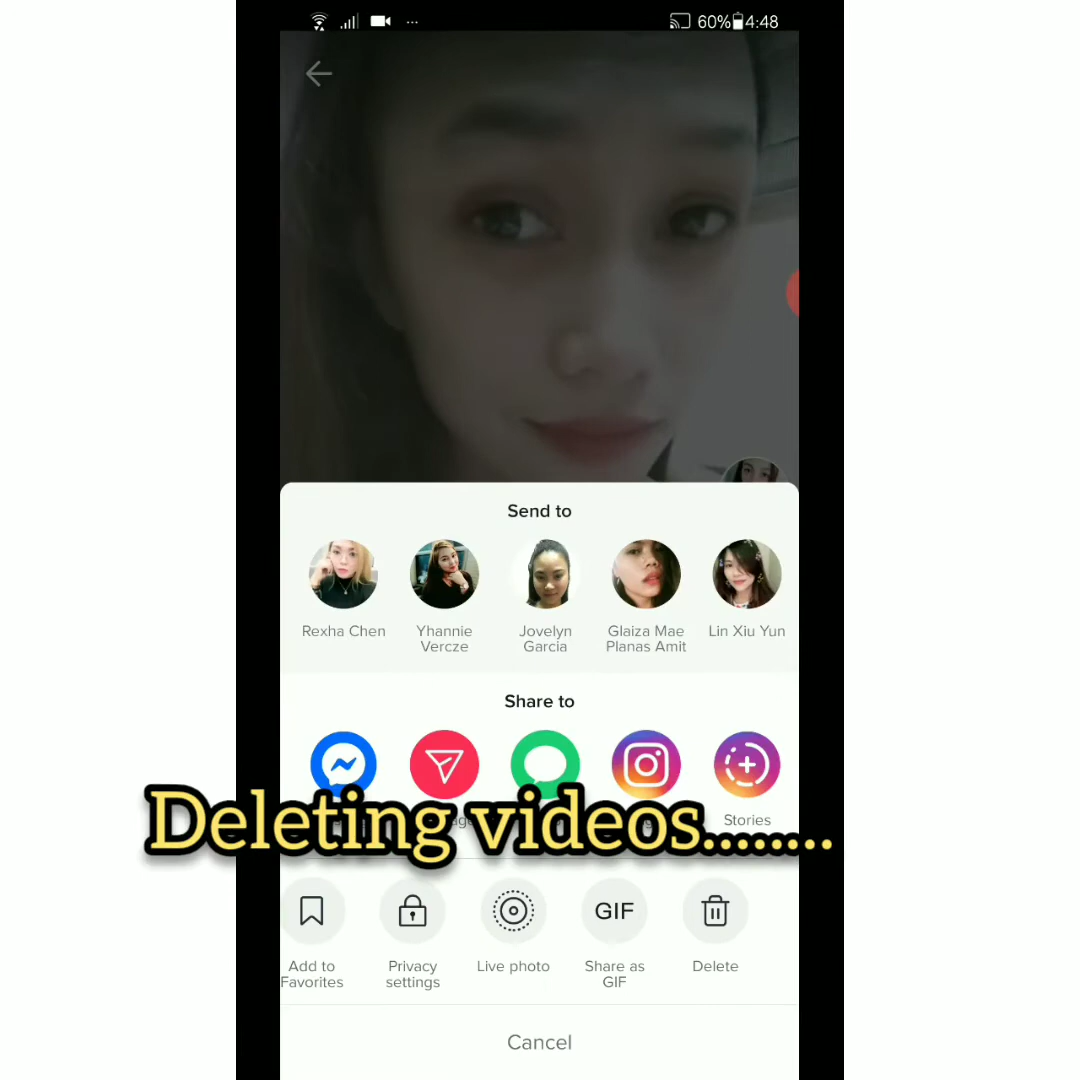 60% 4:48
Send to
Rexha Chen
Yhannie Vercze
Jovelyn Garcia
Glaiza Mae Planas Amit
Lin Xiu Yun
Share to
Stories
Deleting videos........
Add to Favorites
Privacy settings
Live photo
GIF
Share as GIF
Delete
Cancel